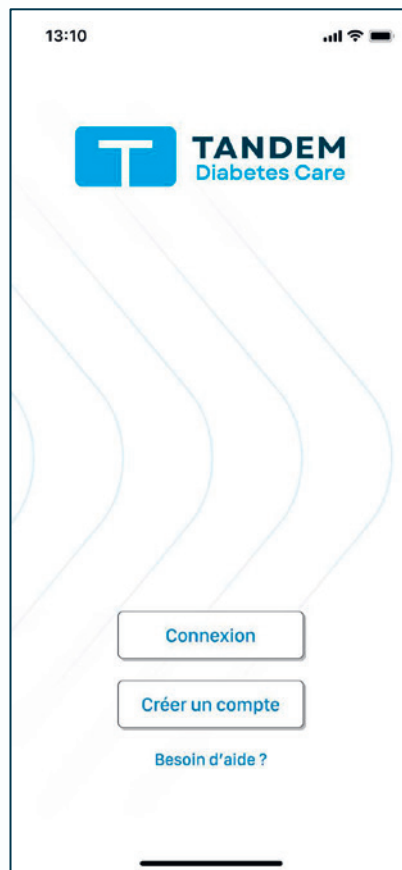 13:10
TANDEM
Diabetes Care
Connexion
Créer un compte
Besoin d'aide ?